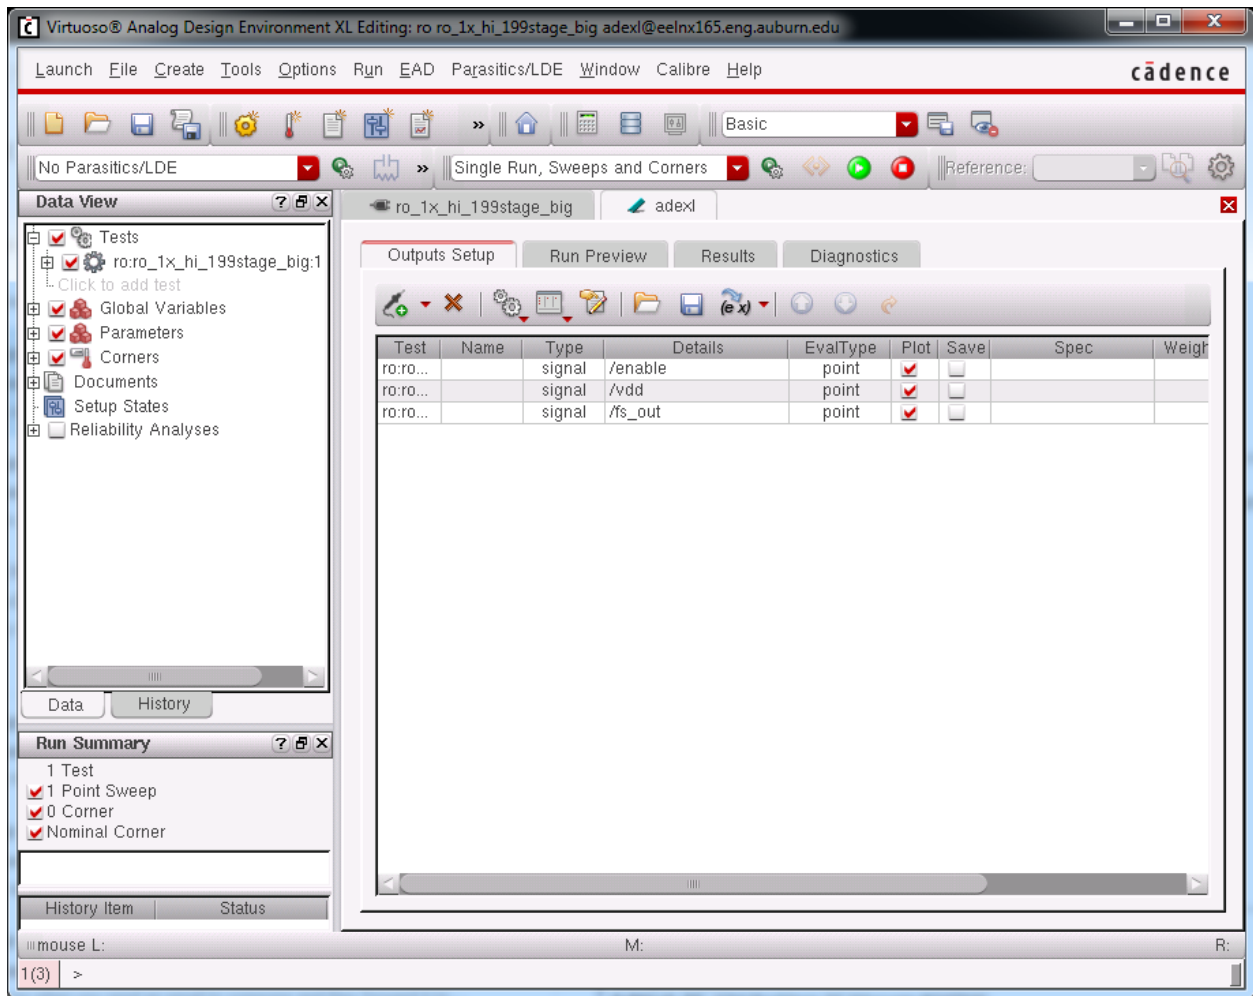 Virtuoso® Analog Design Environment XL Editing: ro ro_1x_hi_199stage_big adexl@eelnx165.eng.auburn.edu
Launch File Create Tools Options Run EAD Parasitics/LDE Window Calibre Help cādence
» Basic
No Parasitics/LDE » Single Run, Sweeps and Corners Reference:
Data View ? ro_1x_hi_199stage_big adexl
Tests
ro:ro_1x_hi_199stage_big:1
Click to add test
Global Variables
Parameters
Corners
Documents
Setup States
Reliability Analyses
Outputs Setup Run Preview Results Diagnostics
(e x)
Test Name Type Details EvalType Plot Save Spec Weigh
ro:ro... signal /enable point
ro:ro... signal /vdd point
ro:ro... signal /fs_out point
Data History
Run Summary ?
1 Test
1 Point Sweep
0 Corner
Nominal Corner
History Item Status
mouse L: M: R:
1(3) >